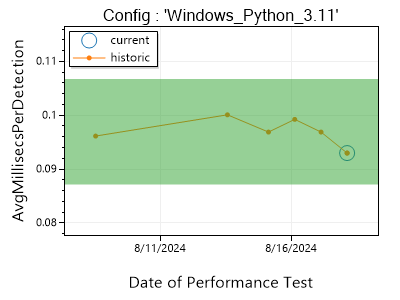 Config : 'Windows_Python_3.11'
current
historic
AvgMillisecsPerDetection
0.11
0.1
0.09
0.08
8/11/2024
8/16/2024
Date of Performance Test